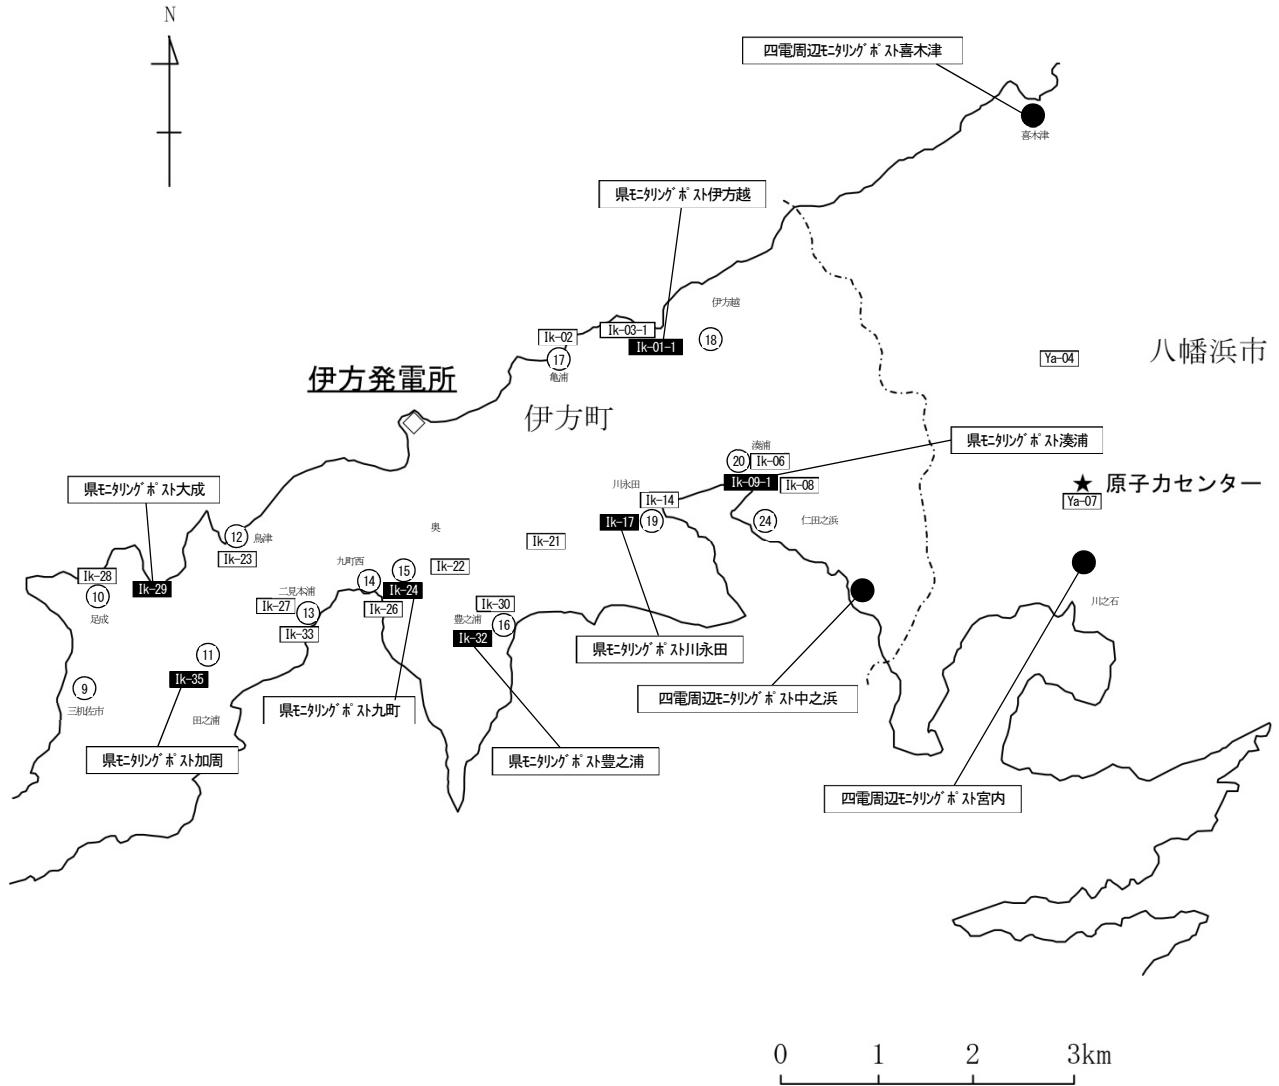 N
四電周辺モニタリングポスト喜木津
喜木津
県モニタリングポスト伊方越
伊方越
Ik-02
Ik-03-1
Ik-01-1
18
17
亀浦
Ya-04
八幡浜市
伊方発電所
伊方町
県モニタリングポスト湊浦
湊浦
20
Ik-06
Ik-09-1
Ik-08
★ 原子力センター
Ya-07
県モニタリングポスト大成
川永田
Ik-14
Ik-17
19
24
仁田之浜
12
鳥津
Ik-23
奥
Ik-21
Ik-28
Ik-29
10
足成
九町西
14
15
Ik-22
Ik-24
二見本浦
Ik-27
13
Ik-26
Ik-33
Ik-30
豊之浦
16
Ik-32
川之石
11
Ik-35
9
三机佐市
田之浦
県モニタリングポスト川永田
四電周辺モニタリングポスト中之浜
県モニタリングポスト九町
県モニタリングポスト加周
県モニタリングポスト豊之浦
四電周辺モニタリングポスト宮内
0 1 2 3km